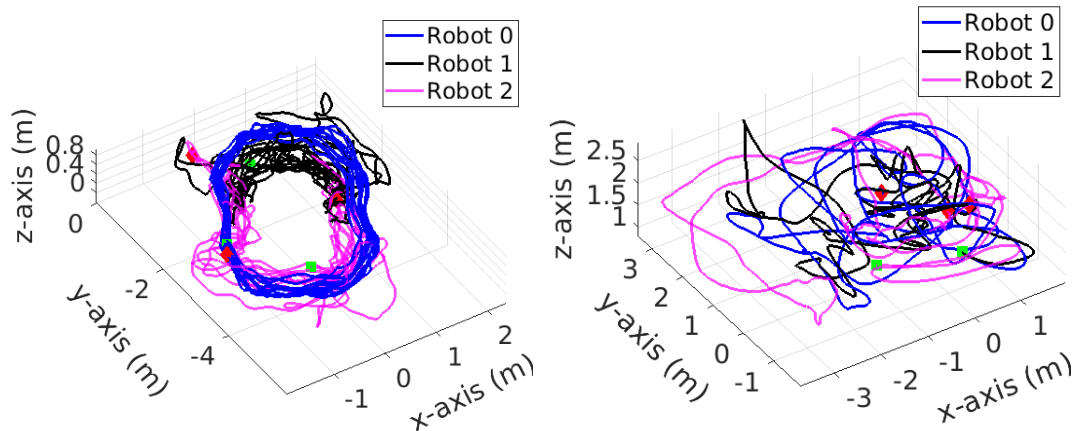 Robot 0
Robot 1
Robot 2
z-axis (m)
0.8
0.4
0
0
-2
-4
y-axis (m)
-1
0
1
2
x-axis (m)
Robot 0
Robot 1
Robot 2
z-axis (m)
2.5
2
1.5
1
3
2
1
0
-1
y-axis (m)
-3
-2
-1
0
1
x-axis (m)